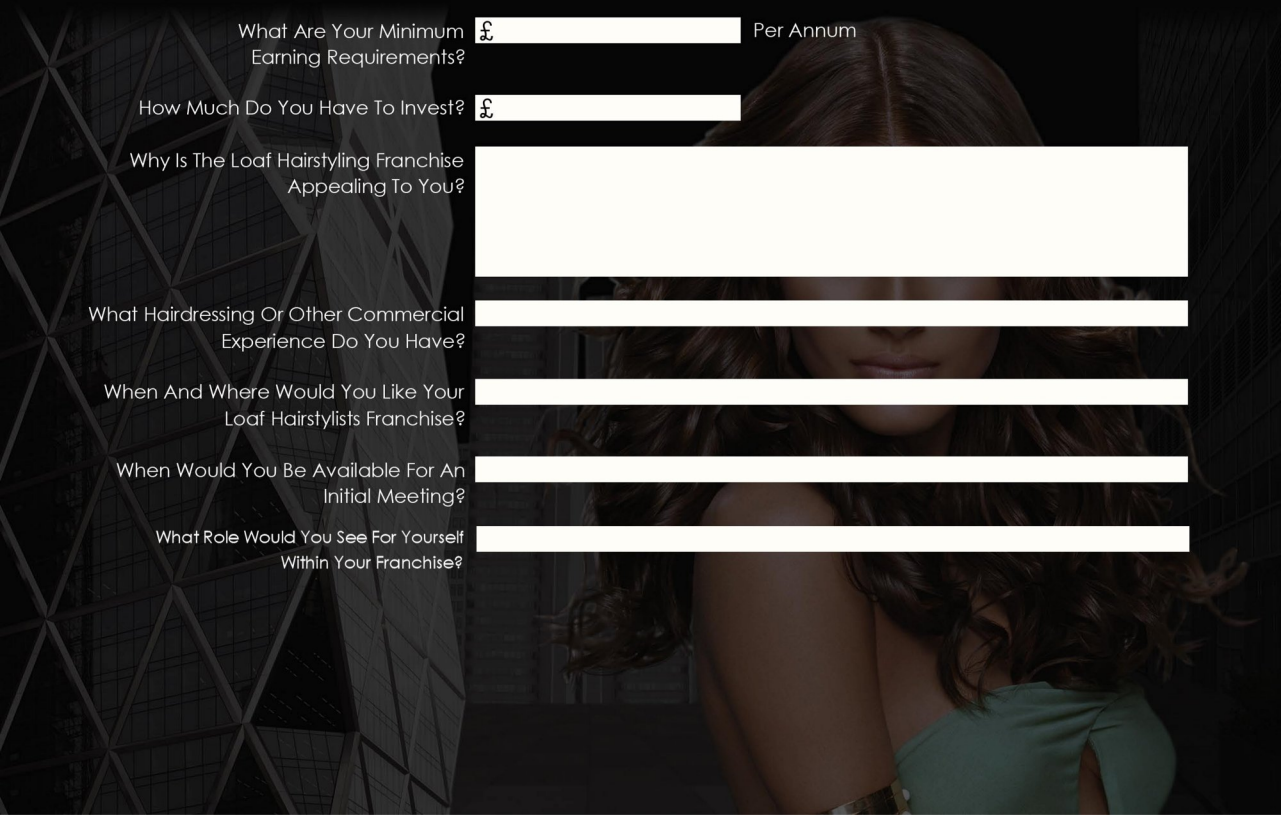 What Are Your Minimum £ Per Annum
Earning Requirements?
How Much Do You Have To Invest? £
Why Is The Loaf Hairstyling Franchise
Appealing To You?
What Hairdressing Or Other Commercial
Experience Do You Have?
When And Where Would You Like Your
Loaf Hairstylists Franchise?
When Would You Be Available For An
Initial Meeting?
What Role Would You See For Yourself
Within Your Franchise?